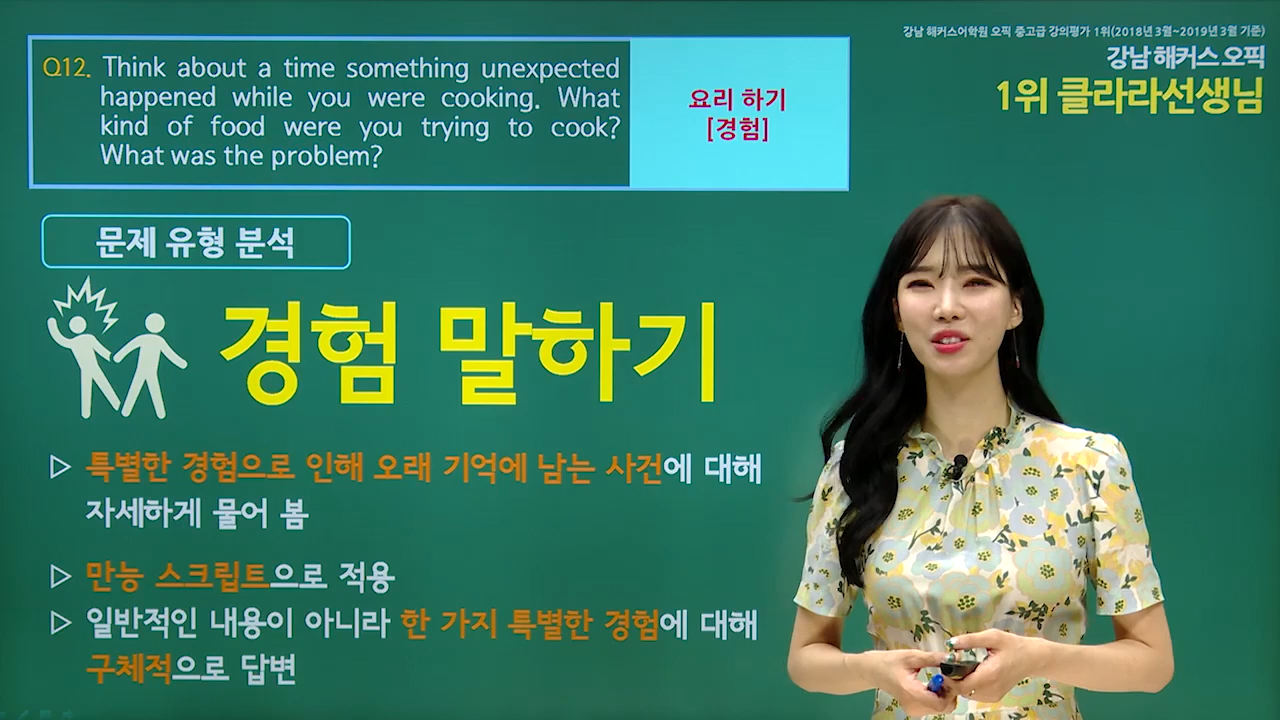 강남 해커스어학원 오픽 중고급 강의평가 1위(2018년 3월~2019년 3월 기준)
강남 해커스 오픽
1위 클라라선생님
Q12. Think about a time something unexpected
happened while you were cooking. What
kind of food were you trying to cook?
What was the problem?
요리 하기
[경험]
문제 유형 분석
경험 말하기
▷ 특별한 경험으로 인해 오래 기억에 남는 사건에 대해
자세하게 물어 봄
▷ 만능 스크립트으로 적용
▷ 일반적인 내용이 아니라 한 가지 특별한 경험에 대해
구체적으로 답변